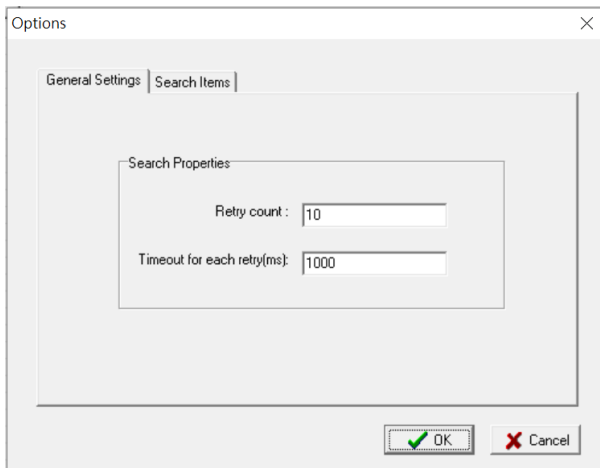 Options
General Settings
Search Items
Search Properties
Retry count :
10
Timeout for each retry(ms):
1000
OK
Cancel